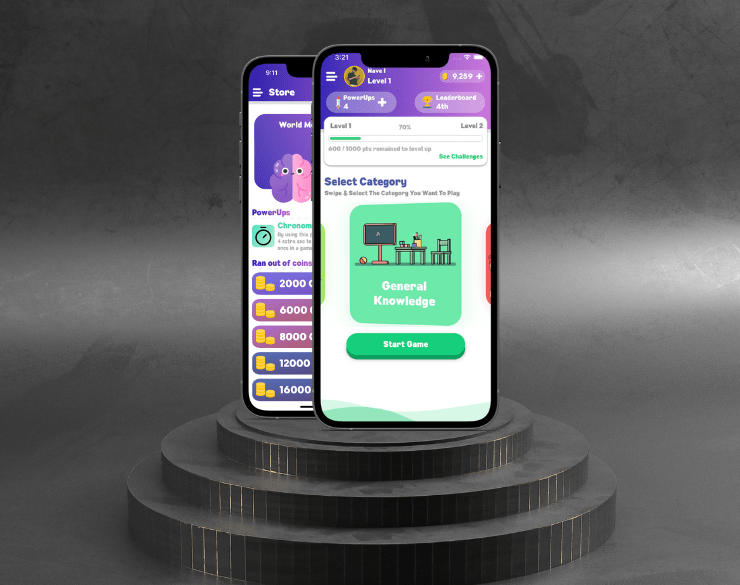 9:11
Store
World M
PowerUps
Chronom
By using this p
4 extra sec to
once in a game
Ran out of coins
2000
6000
8000
12000
16000
3:21
Nave I
Level 1
9,259 +
PowerUps
4 +
Leaderboard
4th
Level 1 70% Level 2
600 / 1000 pts remained to level up
See Challenges
Select Category
Swipe & Select The Category You Want To Play
General
Knowledge
Start Game